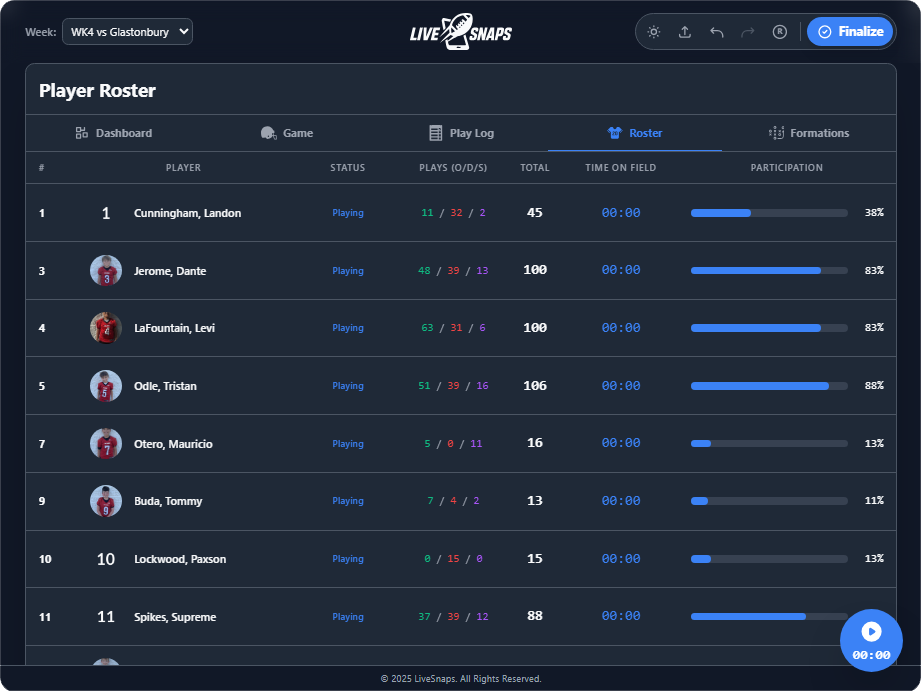 Week: WK4 vs Glastonbury LIVE SNAPS R Finalize
Player Roster
Dashboard Game Play Log Roster Formations
# PLAYER STATUS PLAYS (O/D/S) TOTAL TIME ON FIELD PARTICIPATION
1 1 Cunningham, Landon Playing 11 / 32 / 2 45 00:00 38%
3 3 Jerome, Dante Playing 48 / 39 / 13 100 00:00 83%
4 4 LaFountain, Levi Playing 63 / 31 / 6 100 00:00 83%
5 5 Odle, Tristan Playing 51 / 39 / 16 106 00:00 88%
7 7 Otero, Mauricio Playing 5 / 0 / 11 16 00:00 13%
9 9 Buda, Tommy Playing 7 / 4 / 2 13 00:00 11%
10 10 Lockwood, Paxson Playing 0 / 15 / 0 15 00:00 13%
11 11 Spikes, Supreme Playing 37 / 39 / 12 88 00:00
00:00
© 2025 LiveSnaps. All Rights Reserved.